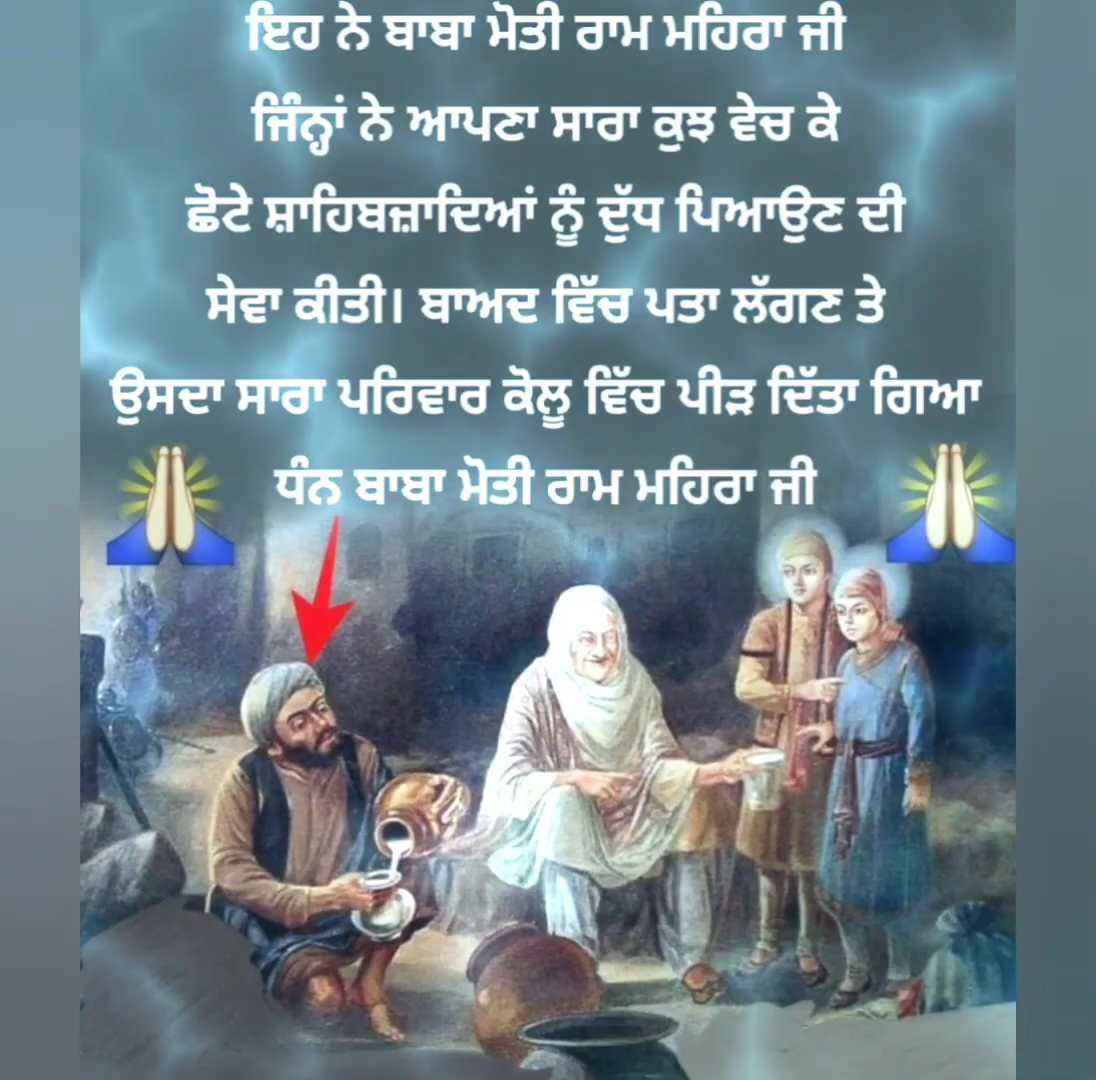 ਇਹ ਨੇ ਬਾਬਾ ਮੋਤੀ ਰਾਮ ਮਹਿਰਾ ਜੀ
ਜਿੰਨ੍ਹਾਂ ਨੇ ਆਪਣਾ ਸਾਰਾ ਕੁਝ ਵੇਚ ਕੇ
ਛੋਟੇ ਸ਼ਾਹਿਬਜ਼ਾਦਿਆਂ ਨੂੰ ਦੁੱਧ ਪਿਆਉਣ ਦੀ
ਸੇਵਾ ਕੀਤੀ। ਬਾਅਦ ਵਿੱਚ ਪਤਾ ਲੱਗਣ ਤੇ
ਉਸਦਾ ਸਾਰਾ ਪਰਿਵਾਰ ਕੋਲੂ ਵਿੱਚ ਪੀੜ ਦਿੱਤਾ ਗਿਆ
ਧੰਨ ਬਾਬਾ ਮੋਤੀ ਰਾਮ ਮਹਿਰਾ ਜੀ